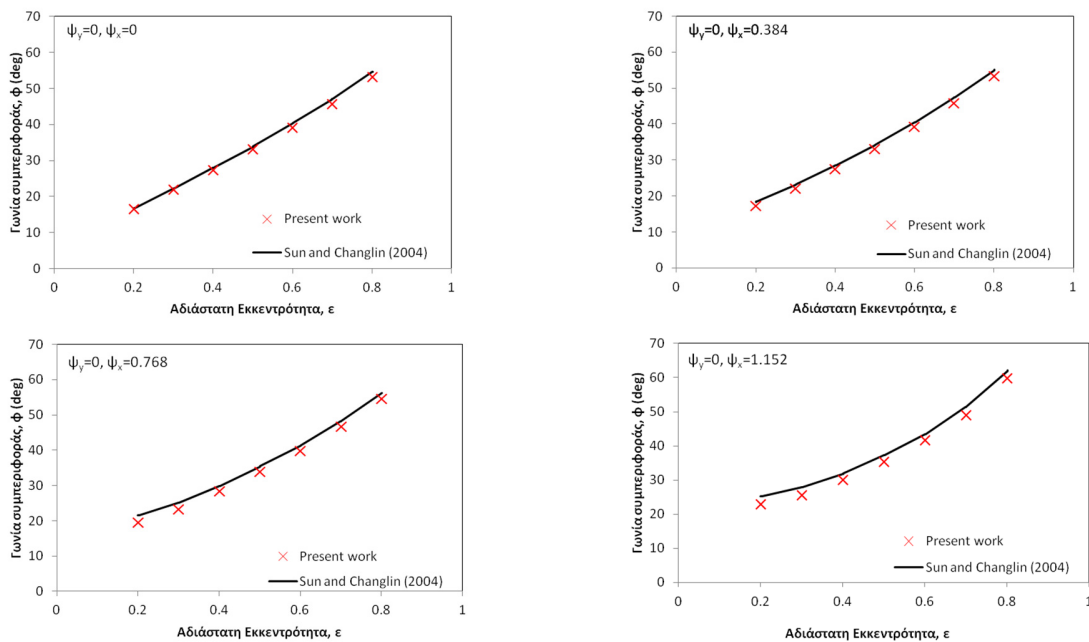 ψy=0, ψx=0
Γωνία συμπεριφοράς, φ (deg)
70
60
50
40
30
20
10
0
Present work
Sun and Changlin (2004)
0 0.2 0.4 0.6 0.8 1
Αδιάστατη Εκκεντρότητα, ε
ψy=0, ψx=0.384
Γωνία συμπεριφοράς, φ (deg)
70
60
50
40
30
20
10
0
Present work
Sun and Changlin (2004)
0 0.2 0.4 0.6 0.8 1
Αδιάστατη Εκκεντρότητα, ε
ψy=0, ψx=0.768
Γωνία συμπεριφοράς, φ (deg)
70
60
50
40
30
20
10
0
Present work
Sun and Changlin (2004)
0 0.2 0.4 0.6 0.8 1
Αδιάστατη Εκκεντρότητα, ε
ψy=0, ψx=1.152
Γωνία συμπεριφοράς, φ (deg)
70
60
50
40
30
20
10
0
Present work
Sun and Changlin (2004)
0 0.2 0.4 0.6 0.8 1
Αδιάστατη Εκκεντρότητα, ε